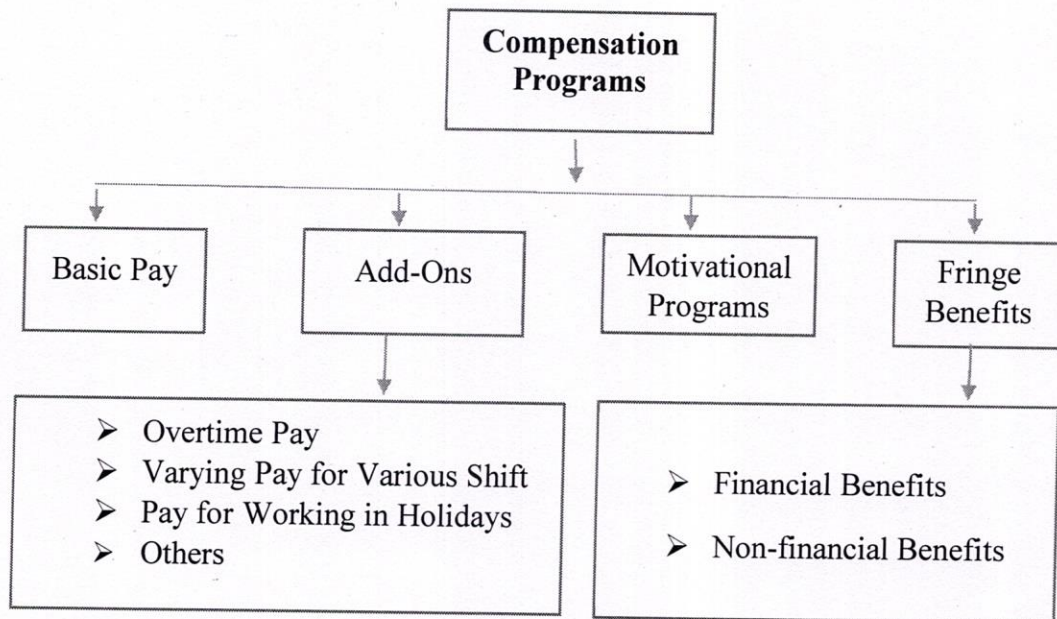 Compensation
Programs
Basic Pay
Add-Ons
Motivational
Programs
Fringe
Benefits
➢ Overtime Pay
➢ Varying Pay for Various Shift
➢ Pay for Working in Holidays
➢ Others
➢ Financial Benefits
➢ Non-financial Benefits